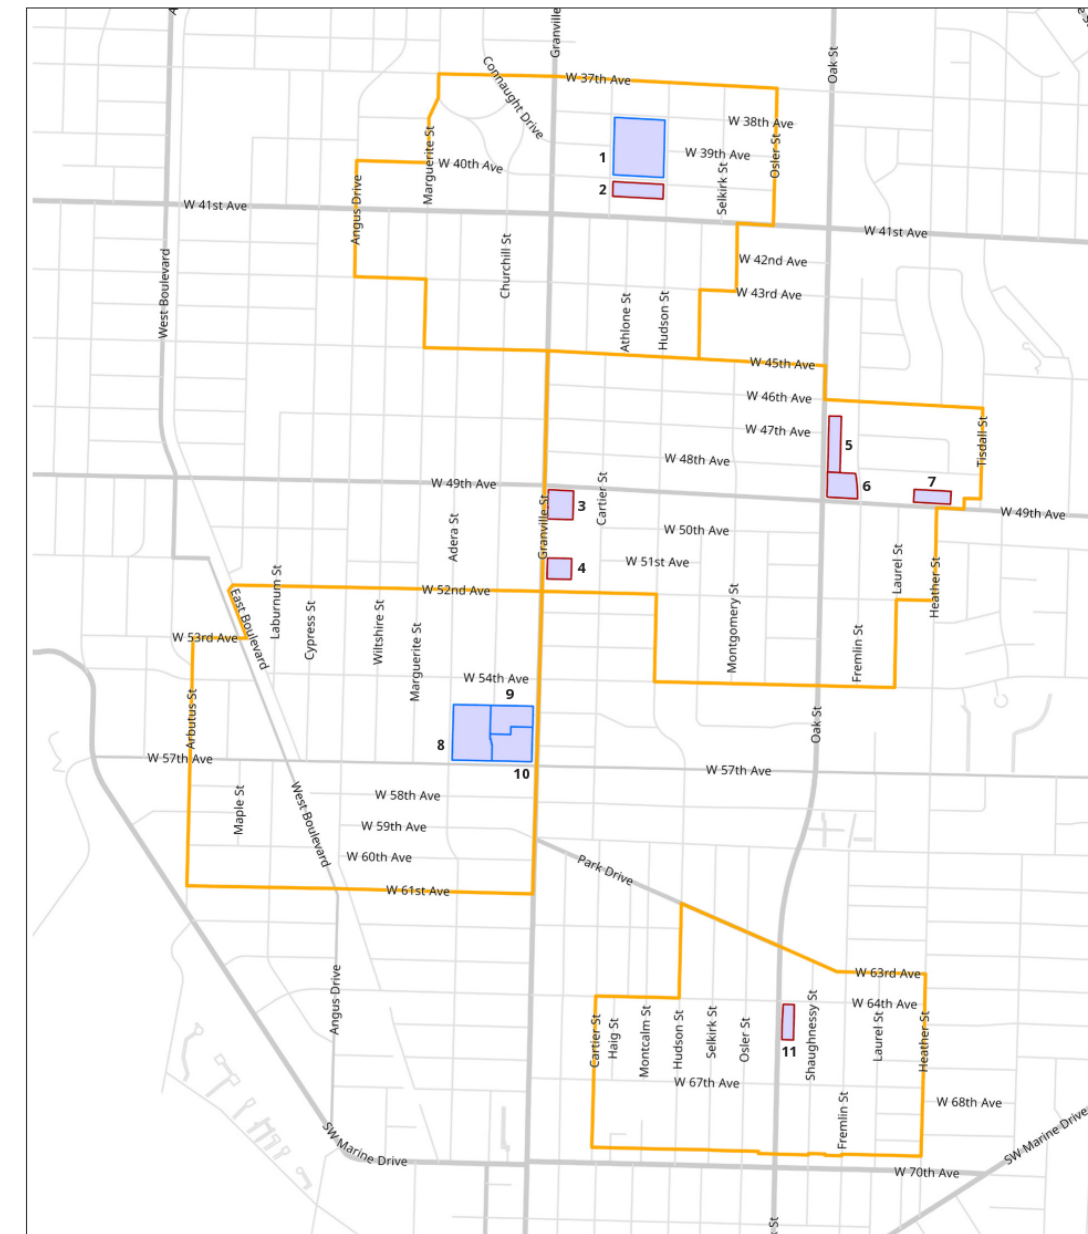 Granville
Oak St
Connaught Drive
W 37th Ave
W 38th Ave
W 39th Ave
1
Osler St
Marguerite St
W 40th Ave
2
Selkirk St
Angus Drive
W 41st Ave
W 41st Ave
Churchill St
W 42nd Ave
West Boulevard
W 43rd Ave
Athlone St
Hudson St
W 45th Ave
W 46th Ave
W 47th Ave
5
Tisdall St
W 48th Ave
W 49th Ave
Cartier St
6
7
3
W 49th Ave
Granville St
Adera St
W 50th Ave
W 51st Ave
4
Laurel St
Heather St
W 52nd Ave
Laburnum St
East Boulevard
Cypress St
Wiltshire St
Marguerite St
Montgomery St
Fremlin St
W 53rd Ave
W 54th Ave
9
Arbutus St
Oak St
8
W 57th Ave
10
W 57th Ave
Maple St
West Boulevard
W 58th Ave
W 59th Ave
W 60th Ave
Park Drive
W 61st Ave
W 63rd Ave
Angus Drive
W 64th Ave
Cartier St
Haig St
Montcalm St
Hudson St
Selkirk St
Osler St
11
Shaughnessy St
Laurel St
Heather St
W 67th Ave
W 68th Ave
Fremlin St
SW Marine Drive
SW Marine Drive
W 70th Ave
St